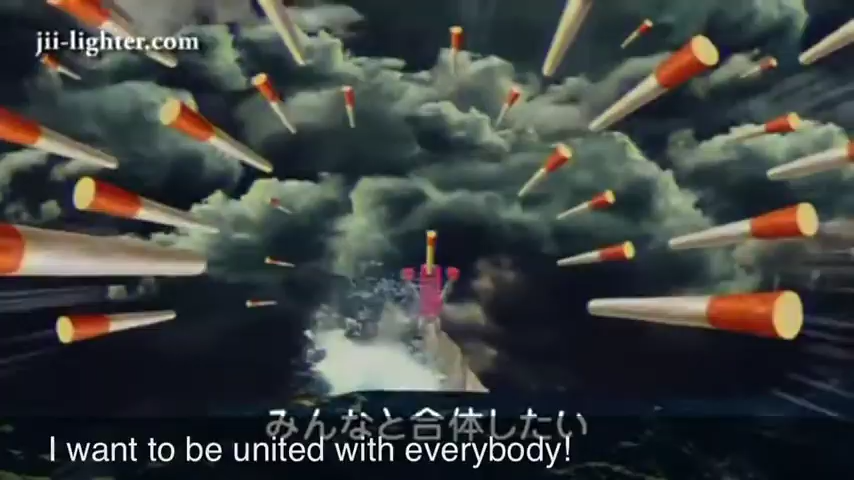 jii-lighter.com
みんなと合体したい
I want to be united with everybody!